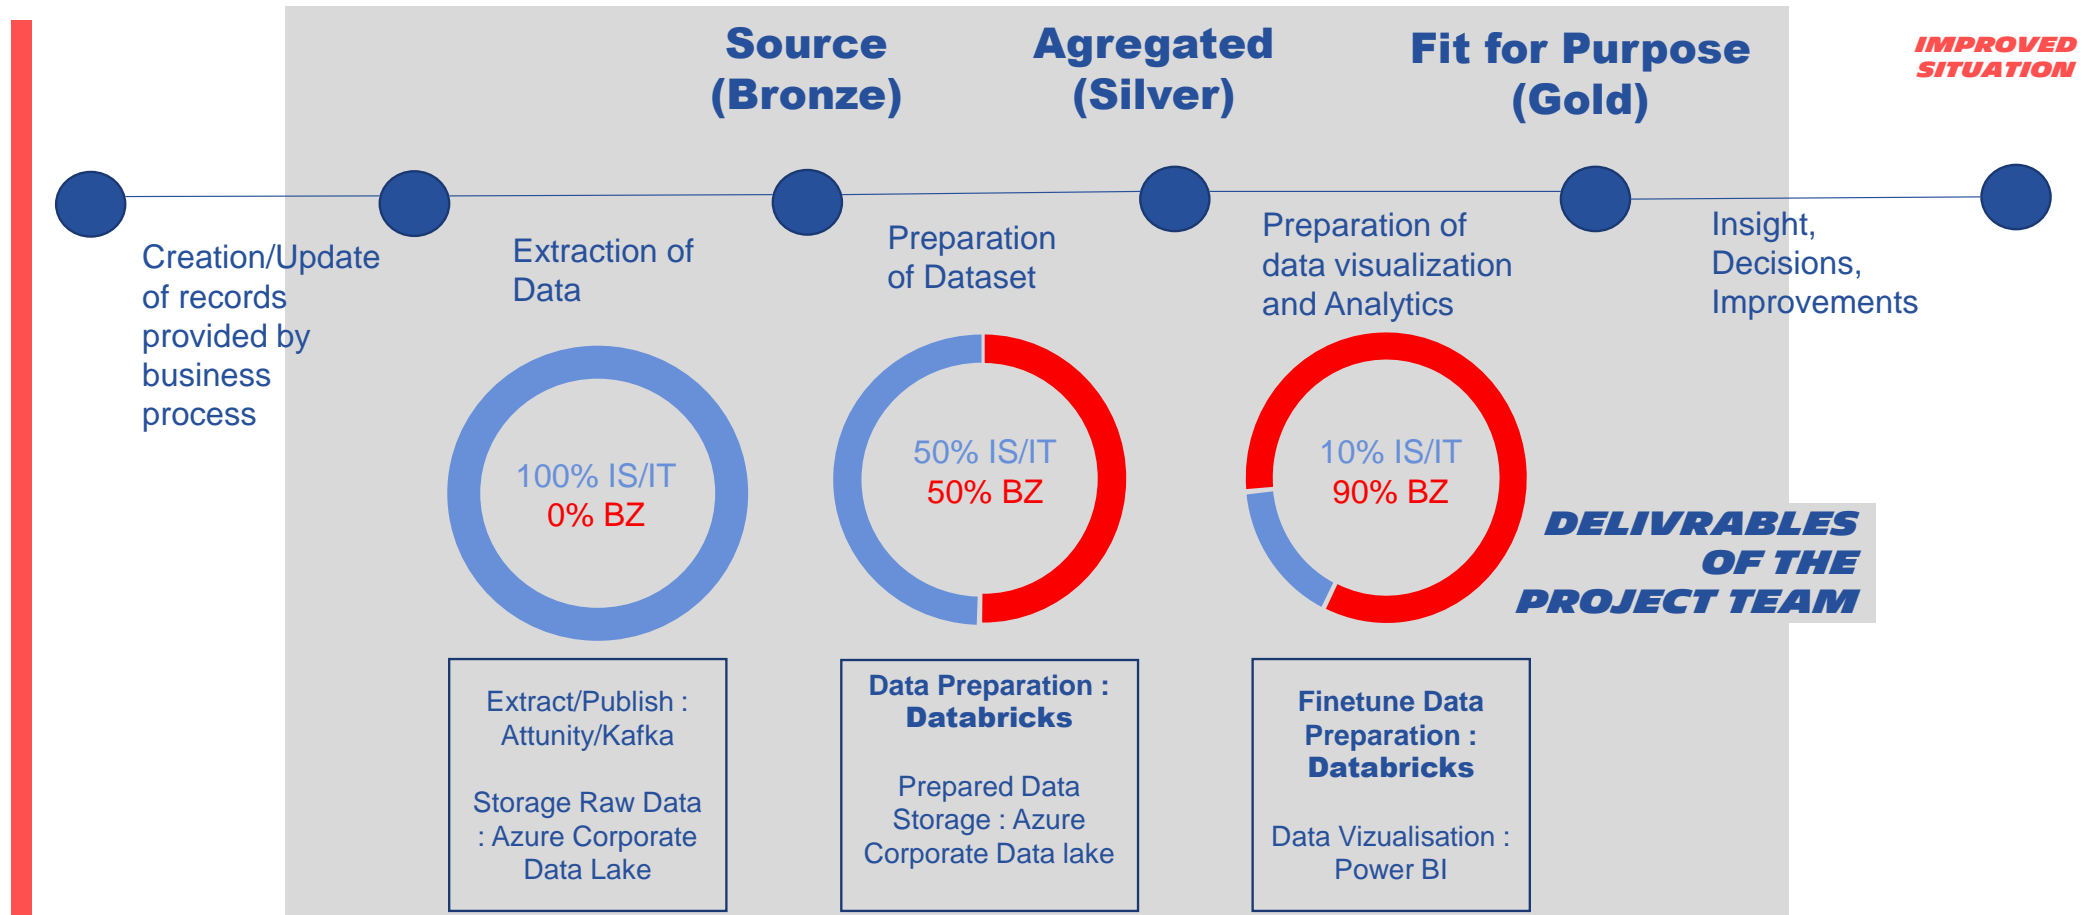 Source
(Bronze)
Agregated
(Silver)
Fit for Purpose
(Gold)
IMPROVED
SITUATION
Creation/Update
of records
provided by
business
process
Extraction of
Data
Preparation
of Dataset
Preparation of
data visualization
and Analytics
Insight,
Decisions,
Improvements
100% IS/IT
0% BZ
50% IS/IT
50% BZ
10% IS/IT
90% BZ
DELIVRABLES
OF THE
PROJECT TEAM
Extract/Publish :
Attunity/Kafka
Storage Raw Data
: Azure Corporate
Data Lake
Data Preparation :
Databricks
Prepared Data
Storage : Azure
Corporate Data lake
Finetune Data
Preparation :
Databricks
Data Vizualisation :
Power BI